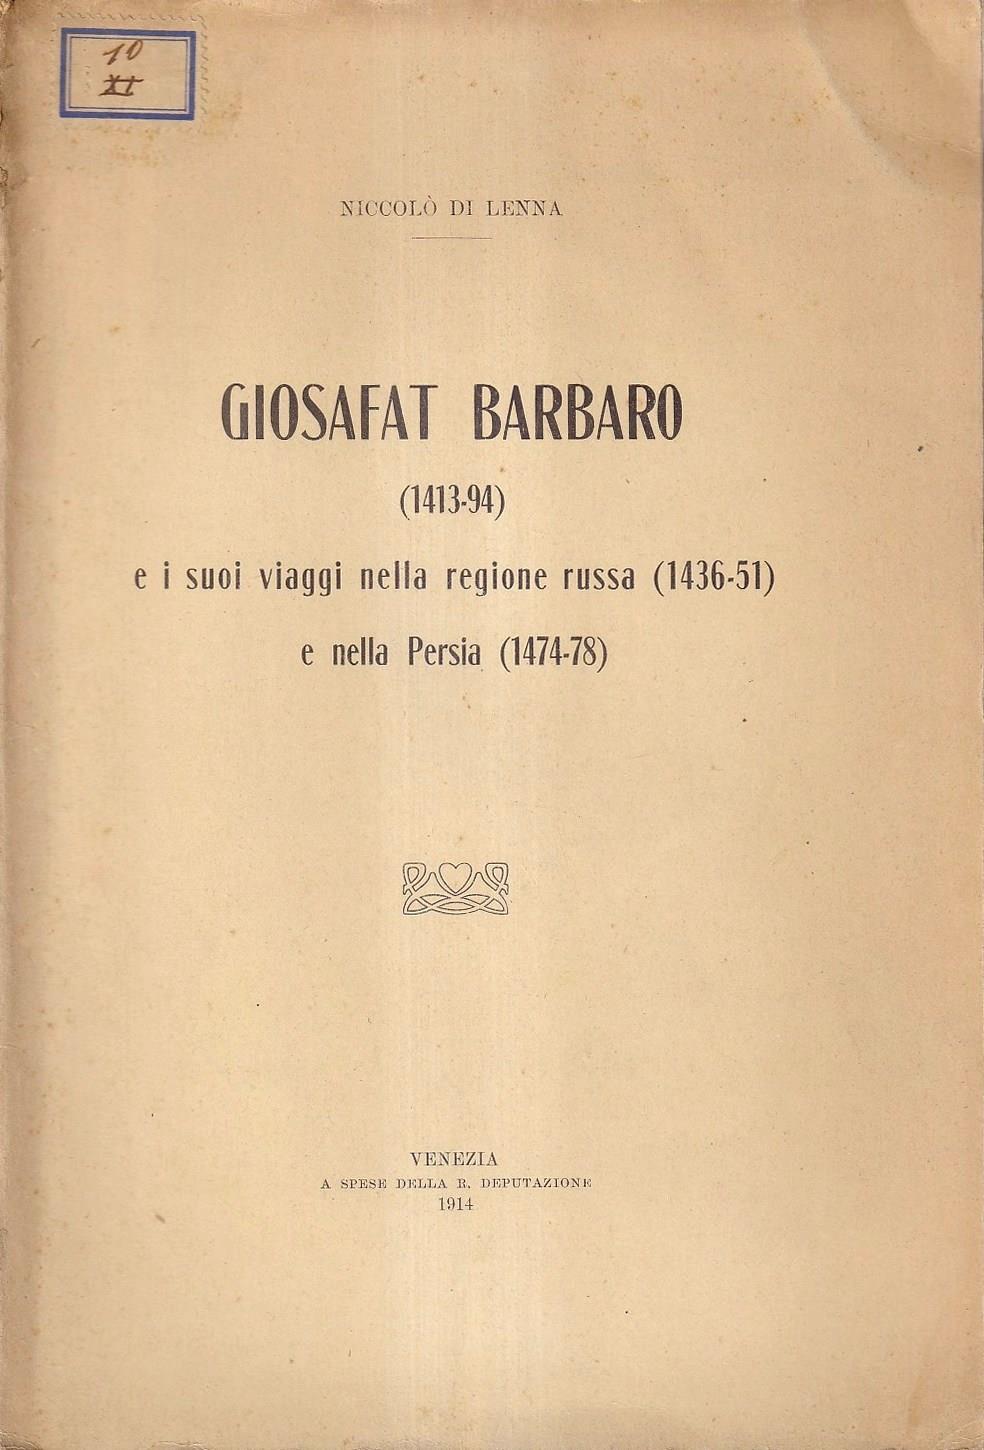 10
XI
NICCOLÒ DI LENNA
GIOSAFAT BARBARO
(1413-94)
e i suoi viaggi nella regione russa (1436-51)
e nella Persia (1474-78)
VENEZIA
A SPESE DELLA R. DEPUTAZIONE
1914